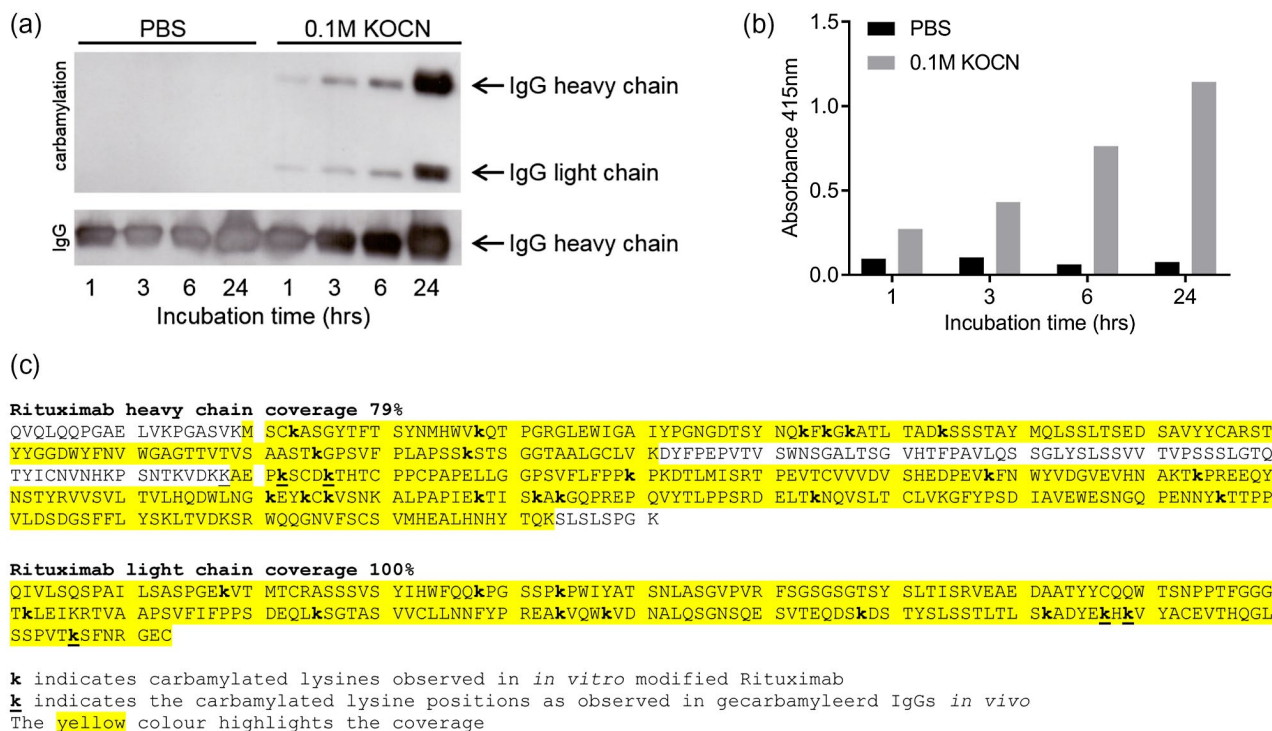 (a)
PBS 0.1M KOCN
carbamylation
IgG heavy chain
IgG light chain
IgG
IgG heavy chain
1 3 6 24 1 3 6 24
Incubation time (hrs)
(b)
1.5
1.0
0.5
0.0
Absorbance 415nm
PBS
0.1M KOCN
1 3 6 24
Incubation time (hrs)
(c)
Rituximab heavy chain coverage 79%
QVQLQQPGAE LVKPGASVKM SCkASGYTFT SYNMHWVkQT PGRGLEWIGA IYPGNGDTSY NQkFkGkATL TADkSSSTAY MQLSSLTSED SAVYYCARST
YYGGDWYFNV WGAGTTVTVS AASTkGPSVF PLAPSSkSTS GGTAALGCLV kDYFPEPVTV SWNSGALTSG VHTFPAVLQS SGLYSLSSVV TVPSSSLGTQ
TYICNVNHKP SNTKVDKKAE PkSCDkTHTC PPCPAPELLG GPSVFLFPPk PKDTLMISRT PEVTCVVVDV SHEDPEVkFN WYVDGVEVHN AKTkPREEQY
NSTYRVVSVL TVLHQDWLNG kEYkCkVSNK ALPAPIEkTI SkAkGQPREP QVYTLPPSRD ELTkNQVSLT CLVKGFYPSD IAVEWESNGQ PENNYkTTPP
VLDSDGSFFL YSKLTVDKSR WQQGNVFSCS VMHEALHNHY TQKSLSLSPG K
Rituximab light chain coverage 100%
QIVLSQSPAI LSASPGEkVT MTCRASSSVS YIHWFQQkPG SSPkPWIYAT SNLASGVPVR FSGSGSGTSY SLTISRVEAE DAATYYCQQW TSNPPTFGGG
TkLEIKRTVA APSVFIFPPS DEQLkSGTAS VVCLLNNFYP REAkVQWkVD NALQSGNSQE SVTEQDSkDS TYSLSSTLTL SkADYEkHkV YACEVTHQGL
SSPVTkSFNR GEC
k indicates carbamylated lysines observed in in vitro modified Rituximab
k indicates the carbamylated lysine positions as observed in gecarbamyleerd IgGs in vivo
The yellow colour highlights the coverage